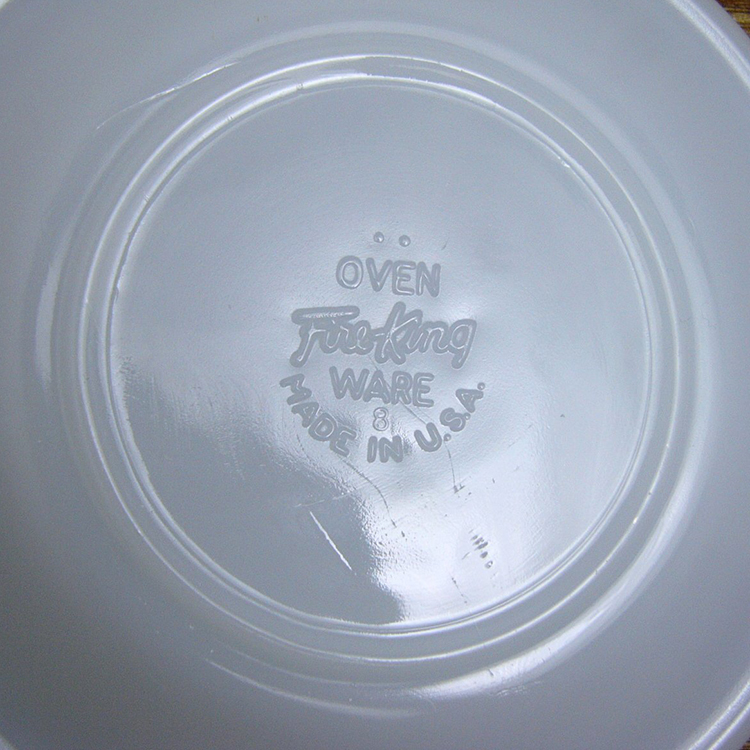 OVEN
Fire-King
WARE
8
MADE IN U.S.A.